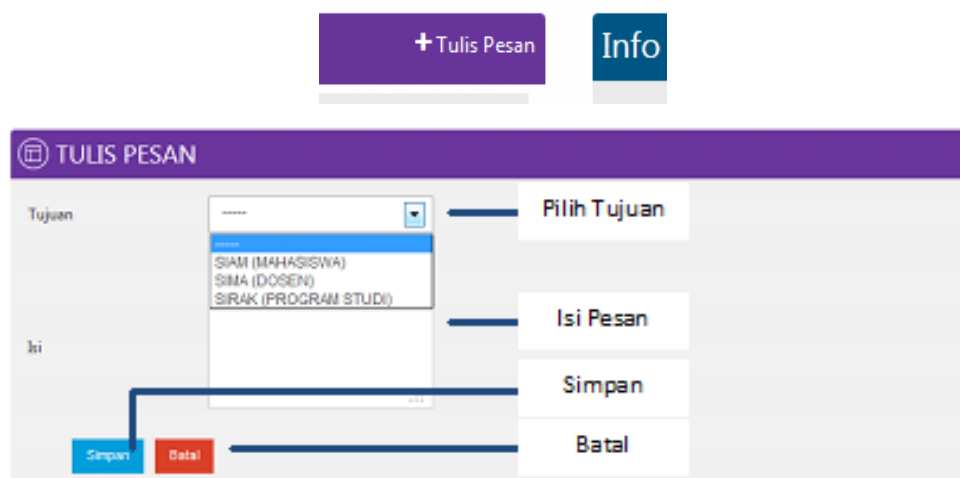 + Tulis Pesan
Info
TULIS PESAN
Tujuan
-----
Pilih Tujuan
-----
SIAM (MAHASISWA)
SIMA (DOSEN)
SIRAK (PROGRAM STUDI)
Isi Pesan
Isi
Simpan
Batal
Simpan
Batal